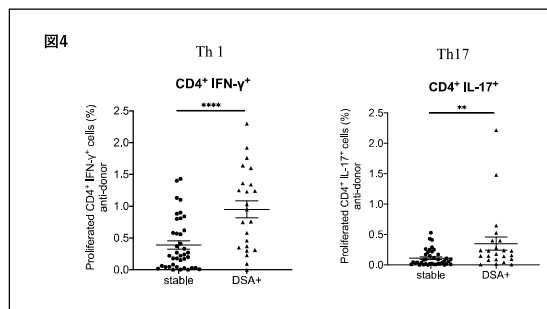 図4
Th 1
CD4+ IFN-γ+
****
Proliferated CD4+ IFN-γ+ cells (%)
anti-donor
2.5
2.0
1.5
1.0
0.5
0.0
stable
DSA+
Th17
CD4+ IL-17+
**
Proliferated CD4+ IL-17+ cells (%)
anti-donor
2.5
2.0
1.5
1.0
0.5
0.0
stable
DSA+